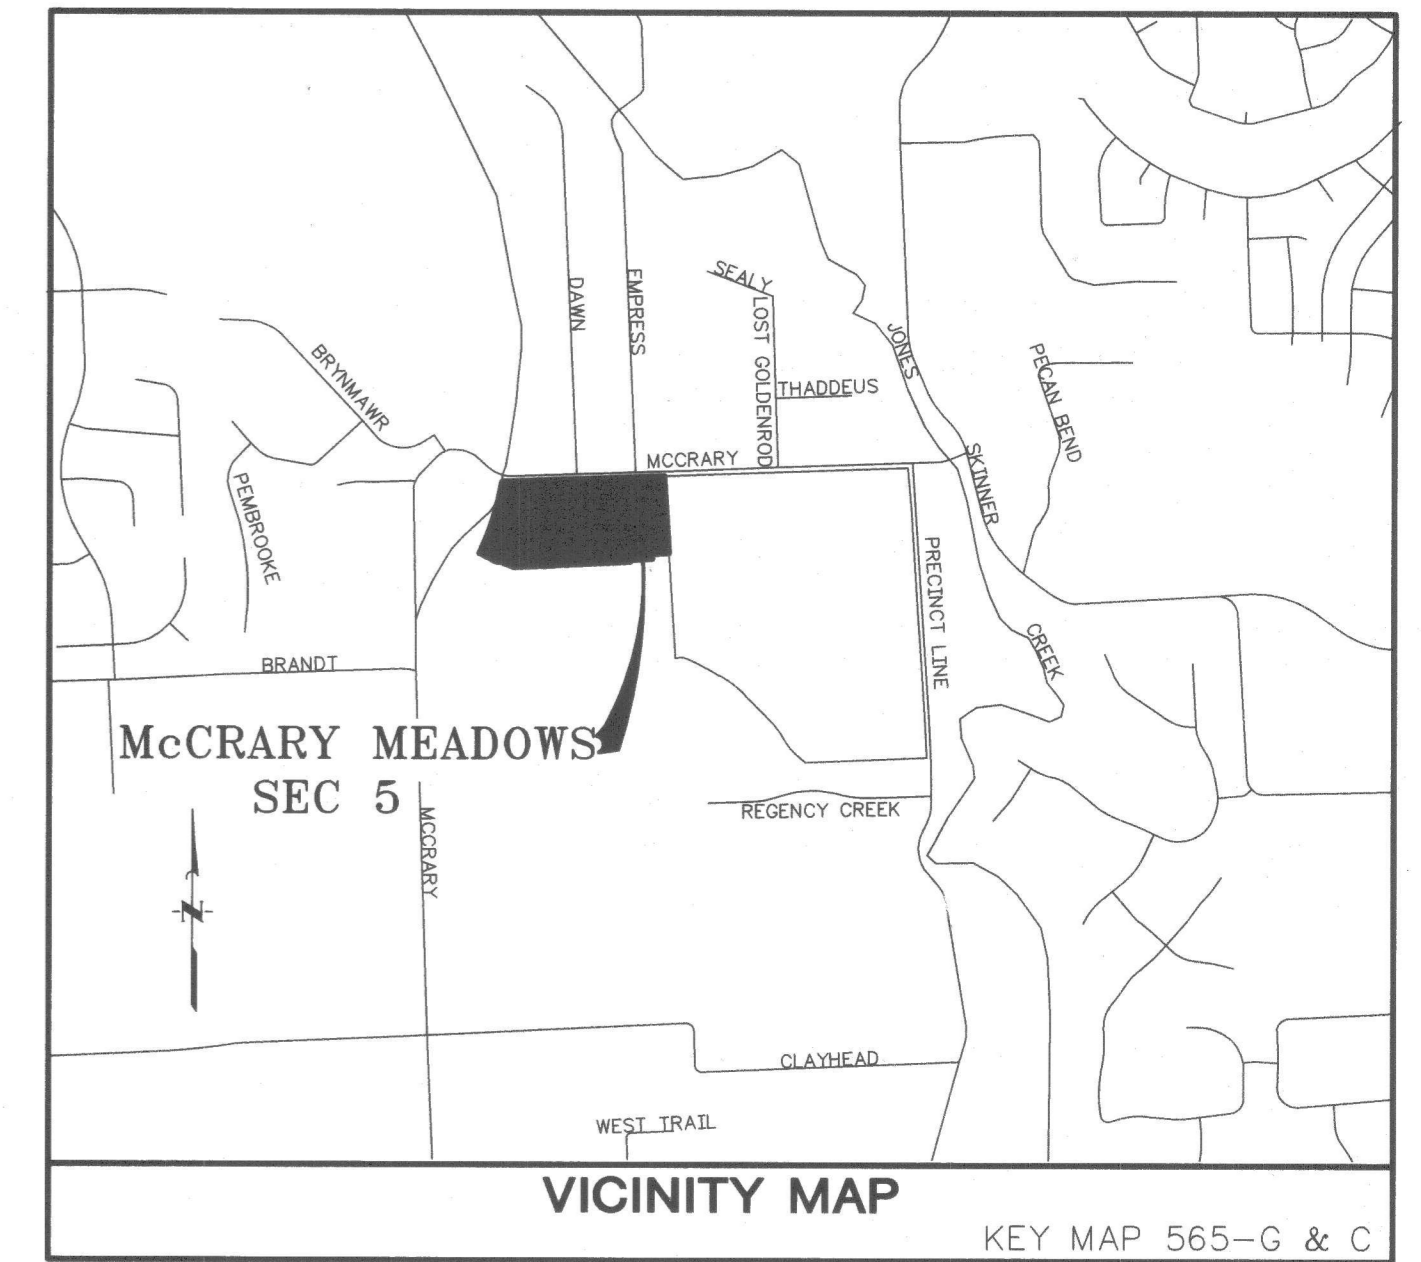 SEALY
DAWN
EMPRESS
LOST GOLDENROD
JONES
BRYNMAWR
THADDEUS
PECAN BEND
MCCRARY
SKINNER
PEMBROOKE
PRECINCT LINE
CREEK
BRANDT
McCRARY MEADOWS
SEC 5
REGENCY CREEK
MCCRARY
N
CLAYHEAD
WEST TRAIL
VICINITY MAP
KEY MAP 565-G & C